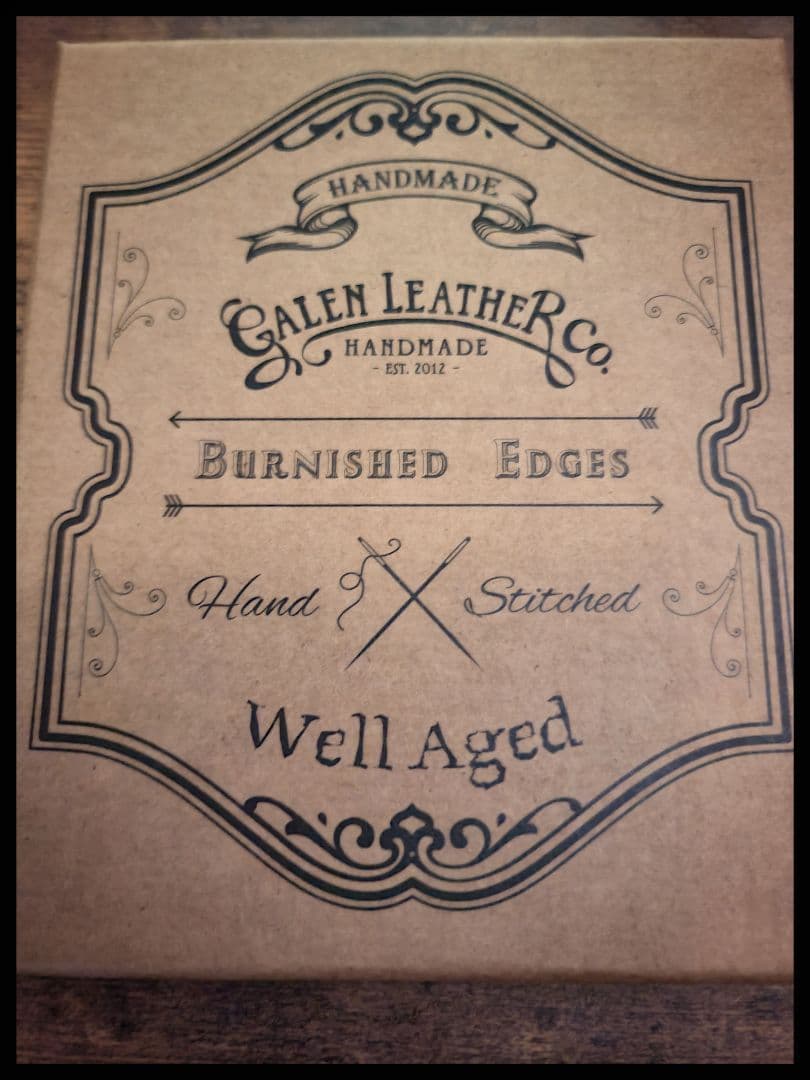 HANDMADE
GALEN LEATHER CO.
HANDMADE
- EST. 2012 -
BURNISHED EDGES
Hand Stitched
Well Aged